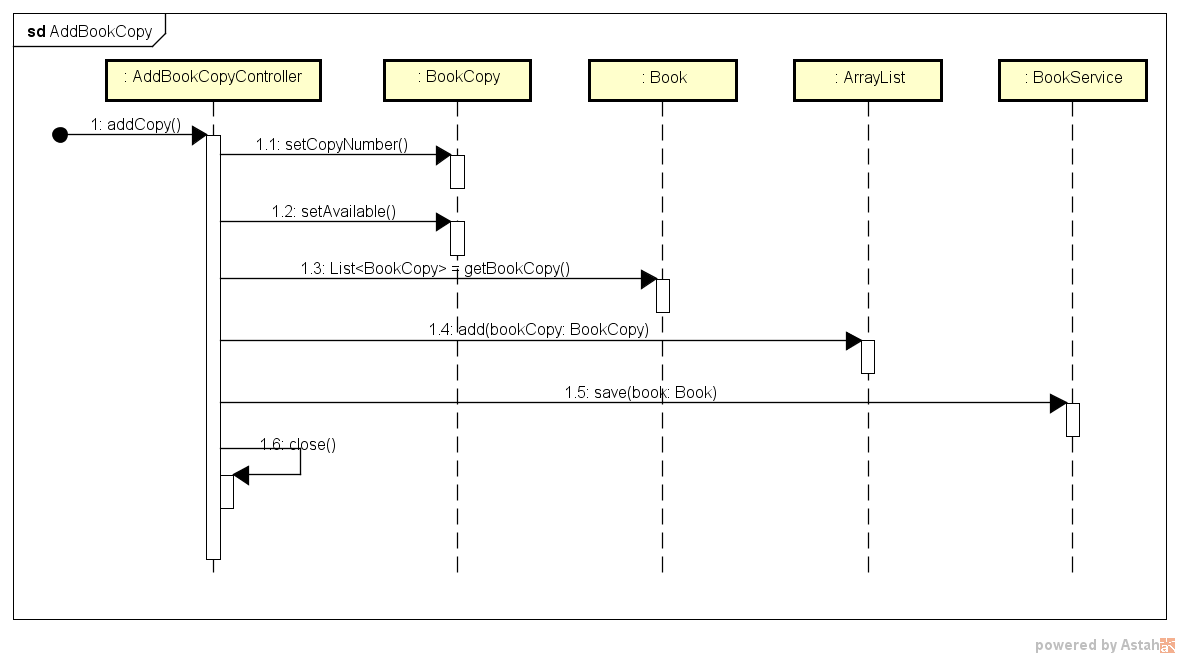 sd AddBookCopy
: AddBookCopyController
: BookCopy
: Book
: ArrayList
: BookService
1: addCopy()
1.1: setCopyNumber()
1.2: setAvailable()
1.3: List<BookCopy> = getBookCopy()
1.4: add(bookCopy: BookCopy)
1.5: save(book: Book)
1.6: close()
powered by Astah